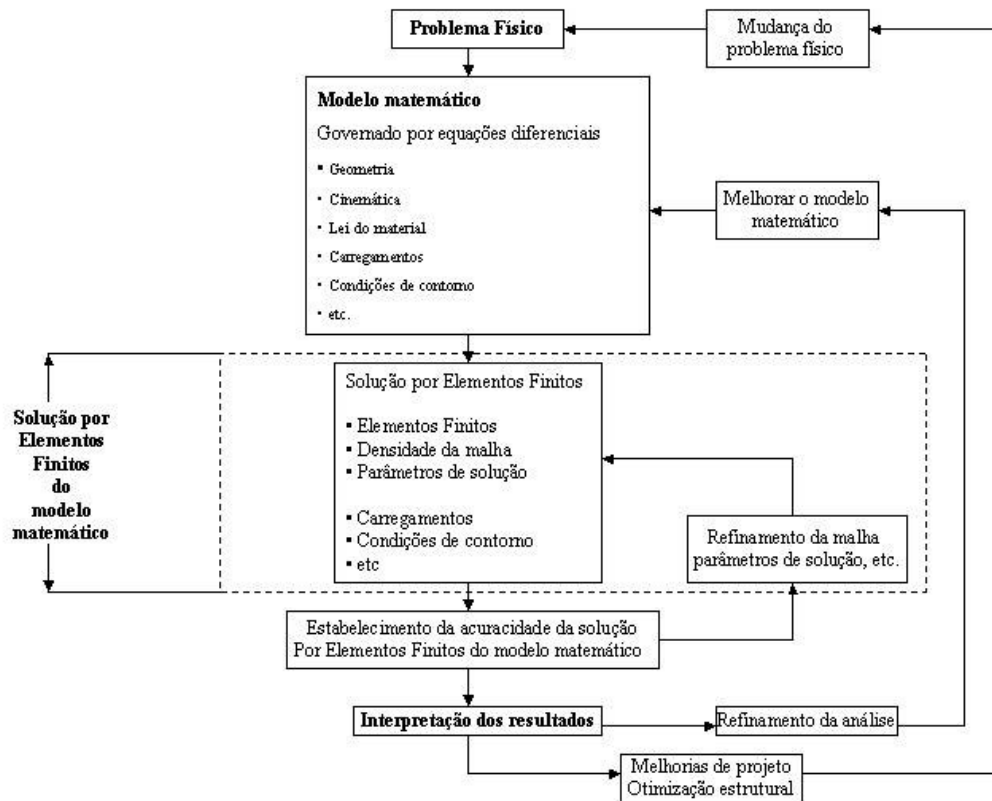 Problema Físico
Mudança do
problema físico
Modelo matemático
Governado por equações diferenciais
▪ Geometria
▪ Cinemática
▪ Lei do material
▪ Carregamentos
▪ Condições de contorno
▪ etc.
Melhorar o modelo
matemático
Solução por
Elementos
Finitos
do
modelo
matemático
Solução por Elementos Finitos
▪ Elementos Finitos
▪ Densidade da malha
▪ Parâmetros de solução
▪ Carregamentos
▪ Condições de contorno
▪ etc
Refinamento da malha
parâmetros de solução, etc.
Estabelecimento da acuracidade da solução
Por Elementos Finitos do modelo matemático
Interpretação dos resultados
Refinamento da análise
Melhorias de projeto
Otimização estrutural